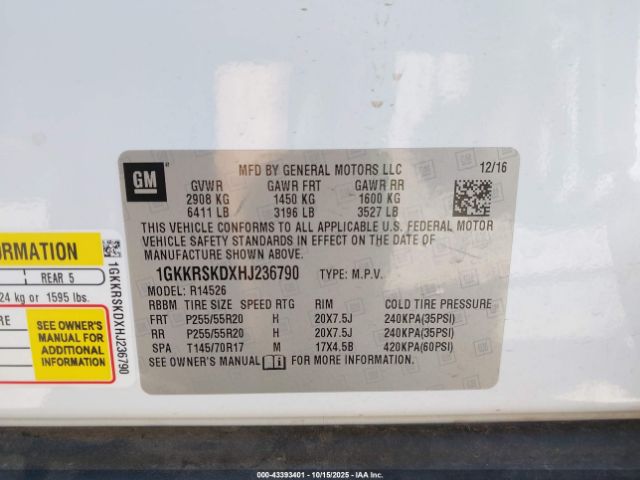 GM
MFD BY GENERAL MOTORS LLC 12/16
GVWR GAWR FRT GAWR RR
2908 KG 1450 KG 1600 KG
6411 LB 3196 LB 3527 LB
THIS VEHICLE CONFORMS TO ALL APPLICABLE U.S. FEDERAL MOTOR
VEHICLE SAFETY STANDARDS IN EFFECT ON THE DATE OF
MANUFACTURE SHOWN ABOVE.
1GKKRSKDXHJ236790 TYPE: M.P.V.
MODEL: R14526
RBBM TIRE SIZE SPEED RTG RIM COLD TIRE PRESSURE
FRT P255/55R20 H 20X7.5J 240KPA(35PSI)
RR P255/55R20 H 20X7.5J 240KPA(35PSI)
SPA T145/70R17 M 17X4.5B 420KPA(60PSI)
SEE OWNER'S MANUAL FOR MORE INFORMATION.
ORMATION
REAR 5
24 kg or 1595 lbs.
RE
SEE OWNER'S
MANUAL FOR
ADDITIONAL
INFORMATION
1GKKRSKDXHJ236790
000-43393401 - 10/15/2025 - COPYRIGHT IAA, LLC